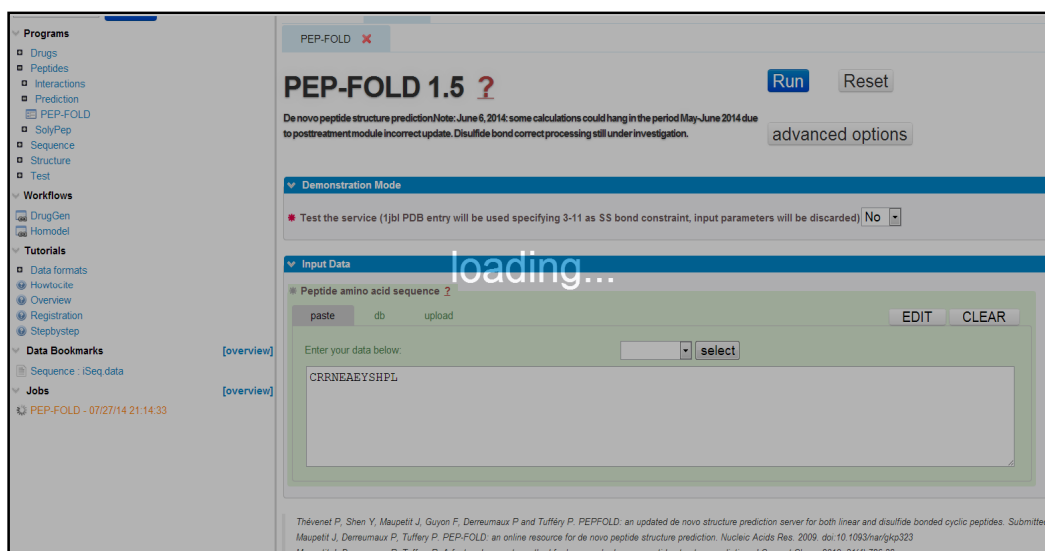 Programs
Drugs
Peptides
Interactions
Prediction
PEP-FOLD
SolyPep
Sequence
Structure
Test
Workflows
DrugGen
Homodel
Tutorials
Data formats
Howtocite
Overview
Registration
Stepbystep
Data Bookmarks [overview]
Sequence : iSeq.data
Jobs [overview]
PEP-FOLD - 07/27/14 21:14:33
PEP-FOLD
PEP-FOLD 1.5 ?
Run Reset
De novo peptide structure predictionNote: June 6, 2014: some calculations could hang in the period May-June 2014 due
to posttreatment module incorrect update. Disulfide bond correct processing still under investigation.
advanced options
Demonstration Mode
Test the service (1jbl PDB entry will be used specifying 3-11 as SS bond constraint, input parameters will be discarded) No
Input Data
loading...
Peptide amino acid sequence ?
paste db upload EDIT CLEAR
Enter your data below: select
CRRNEAEYSHPL
Thévenet P, Shen Y, Maupetit J, Guyon F, Derreumaux P and Tufféry P. PEPFOLD: an updated de novo structure prediction server for both linear and disulfide bonded cyclic peptides. Submitted
Maupetit J, Derreumaux P, Tuffery P. PEP-FOLD: an online resource for de novo peptide structure prediction. Nucleic Acids Res. 2009. doi:10.1093/nar/gkp323